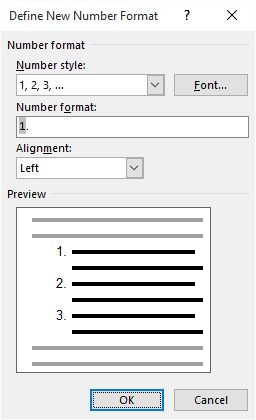 Define New Number Format
Number format
Number style:
1, 2, 3, ...
Font...
Number format:
1.
Alignment:
Left
Preview
1.
2.
3.
OK
Cancel